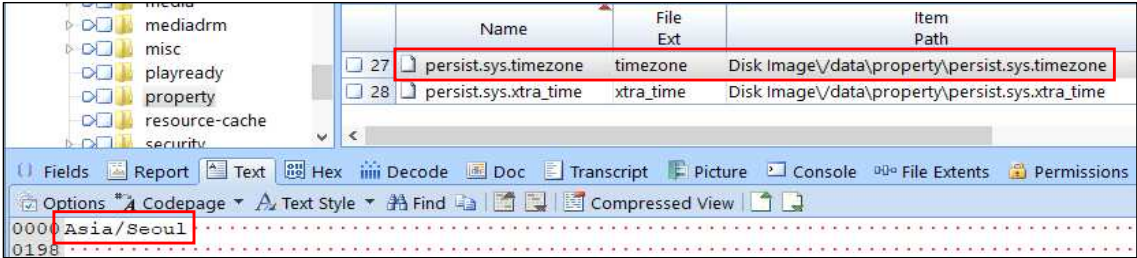 media
mediadrm
misc
playready
property
resource-cache
security
Name File Ext Item Path
27 persist.sys.timezone timezone Disk Image\/data\property\persist.sys.timezone
28 persist.sys.xtra_time xtra_time Disk Image\/data\property\persist.sys.xtra_time
Fields Report Text Hex Decode Doc Transcript Picture Console File Extents Permissions
Options Codepage Text Style Find Compressed View
0000 Asia/Seoul
0198